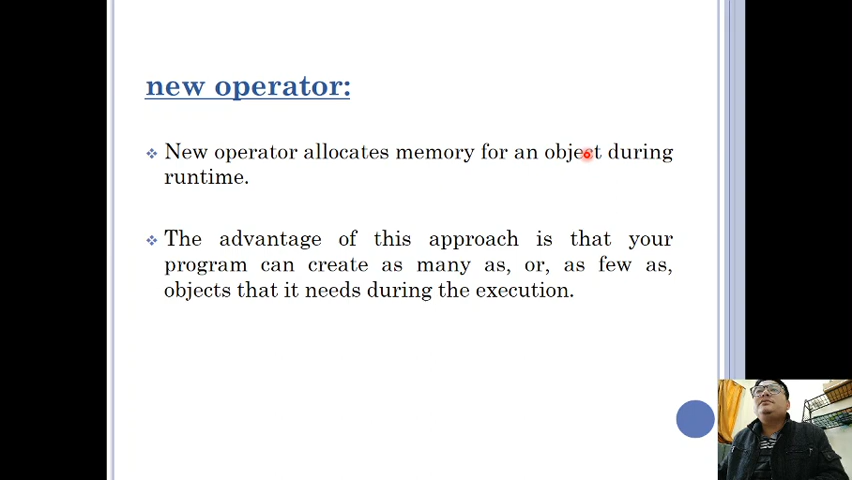 new operator:
New operator allocates memory for an object during
runtime.
The advantage of this approach is that your
program can create as many as, or, as few as,
objects that it needs during the execution.